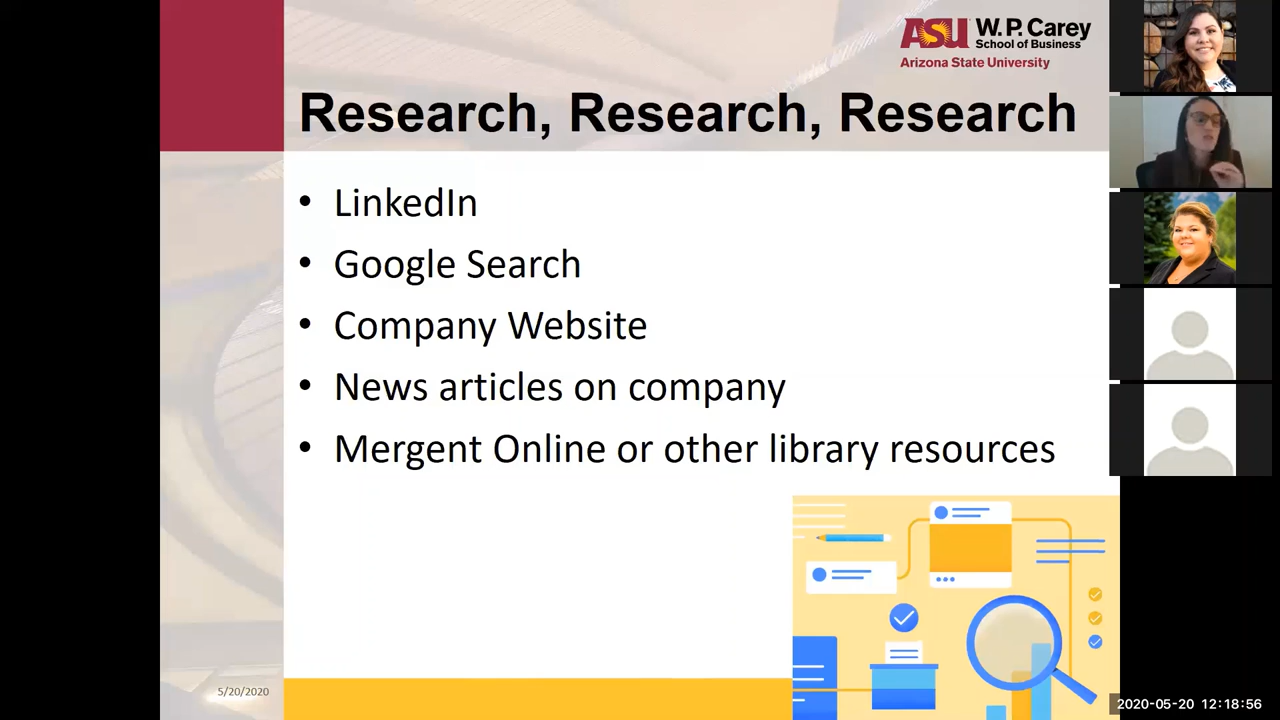 ASU W. P. Carey
School of Business
Arizona State University
Research, Research, Research
• LinkedIn
• Google Search
• Company Website
• News articles on company
• Mergent Online or other library resources
5/20/2020
2020-05-20 12:18:56